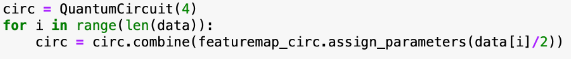 circ = QuantumCircuit(4)
for i in range(len(data)):
    circ = circ.combine(featuremap_circ.assign_parameters(data[i]/2))